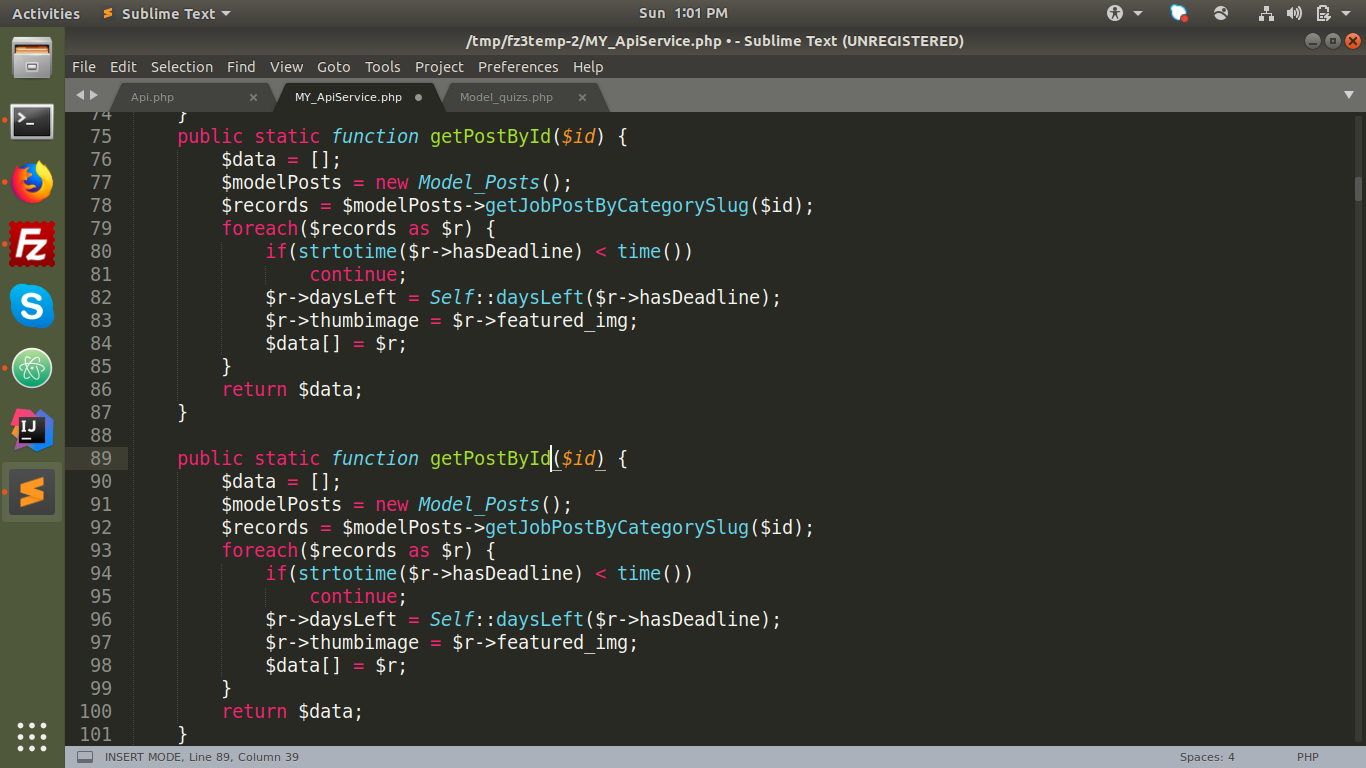 Activities Sublime Text Sun 1:01 PM
/tmp/fz3temp-2/MY_ApiService.php • - Sublime Text (UNREGISTERED)
File Edit Selection Find View Goto Tools Project Preferences Help
Api.php MY_ApiService.php Model_quizs.php
74 }
75 public static function getPostById($id) {
76 $data = [];
77 $modelPosts = new Model_Posts();
78 $records = $modelPosts->getJobPostByCategorySlug($id);
79 foreach($records as $r) {
80 if(strtotime($r->hasDeadline) < time())
81 continue;
82 $r->daysLeft = Self::daysLeft($r->hasDeadline);
83 $r->thumbimage = $r->featured_img;
84 $data[] = $r;
85 }
86 return $data;
87 }
88
89 public static function getPostById($id) {
90 $data = [];
91 $modelPosts = new Model_Posts();
92 $records = $modelPosts->getJobPostByCategorySlug($id);
93 foreach($records as $r) {
94 if(strtotime($r->hasDeadline) < time())
95 continue;
96 $r->daysLeft = Self::daysLeft($r->hasDeadline);
97 $r->thumbimage = $r->featured_img;
98 $data[] = $r;
99 }
100 return $data;
101 }
INSERT MODE, Line 89, Column 39 Spaces: 4 PHP
Fz
S
IJ